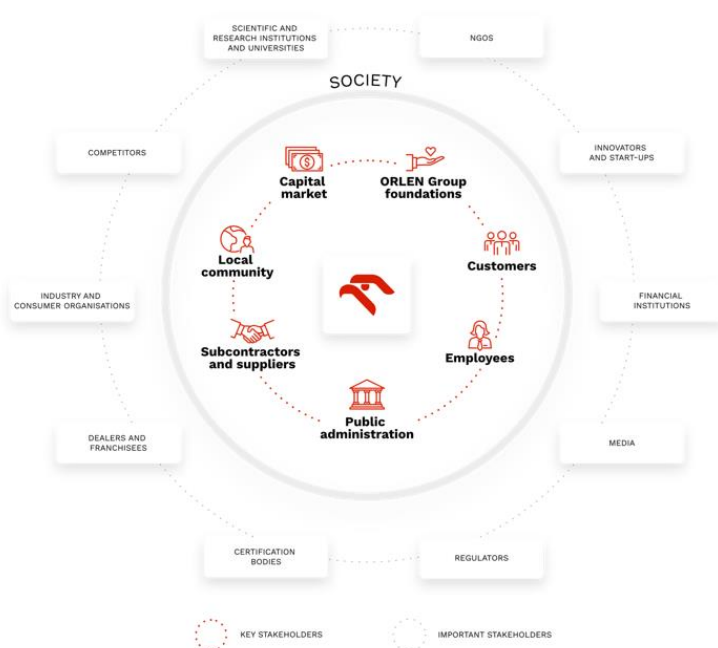 SCIENTIFIC AND
RESEARCH INSTITUTIONS
AND UNIVERSITIES
NGOS
SOCIETY
COMPETITORS
INNOVATORS
AND START-UPS
Capital
market
ORLEN Group
foundations
Local
community
Customers
INDUSTRY AND
CONSUMER ORGANISATIONS
FINANCIAL
INSTITUTIONS
Subcontractors
and suppliers
Employees
Public
administration
DEALERS AND
FRANCHISEES
MEDIA
CERTIFICATION
BODIES
REGULATORS
KEY STAKEHOLDERS
IMPORTANT STAKEHOLDERS